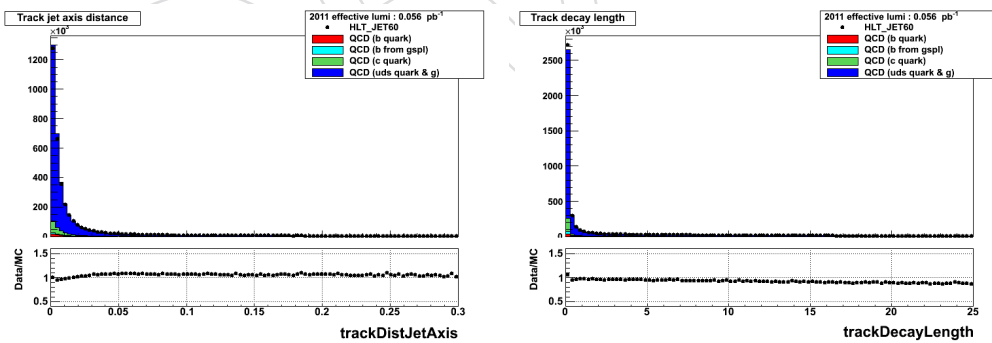 Track jet axis distance
×10³
2011 effective lumi : 0.056 pb⁻¹
HLT_JET60
QCD (b quark)
QCD (b from gspl)
QCD (c quark)
QCD (uds quark & g)
1200
1000
800
600
400
200
0
Data/MC
1.5
1
0.5
0 0.05 0.1 0.15 0.2 0.25 0.3
trackDistJetAxis
Track decay length
×10³
2011 effective lumi : 0.056 pb⁻¹
HLT_JET60
QCD (b quark)
QCD (b from gspl)
QCD (c quark)
QCD (uds quark & g)
2500
2000
1500
1000
500
0
Data/MC
1.5
1
0.5
0 5 10 15 20 25
trackDecayLength